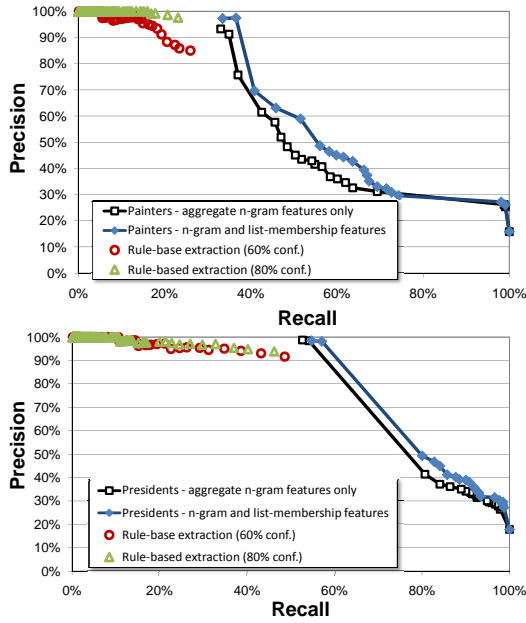 100%
90%
80%
70%
60%
50%
40%
30%
20%
10%
0%
Precision
Painters - aggregate n-gram features only
Painters - n-gram and list-membership features
Rule-base extraction (60% conf.)
Rule-based extraction (80% conf.)
0% 20% 40% 60% 80% 100%
Recall
100%
90%
80%
70%
60%
50%
40%
30%
20%
10%
0%
Precision
Presidents - aggregate n-gram features only
Presidents - n-gram and list-membership features
Rule-base extraction (60% conf.)
Rule-based extraction (80% conf.)
0% 20% 40% 60% 80% 100%
Recall